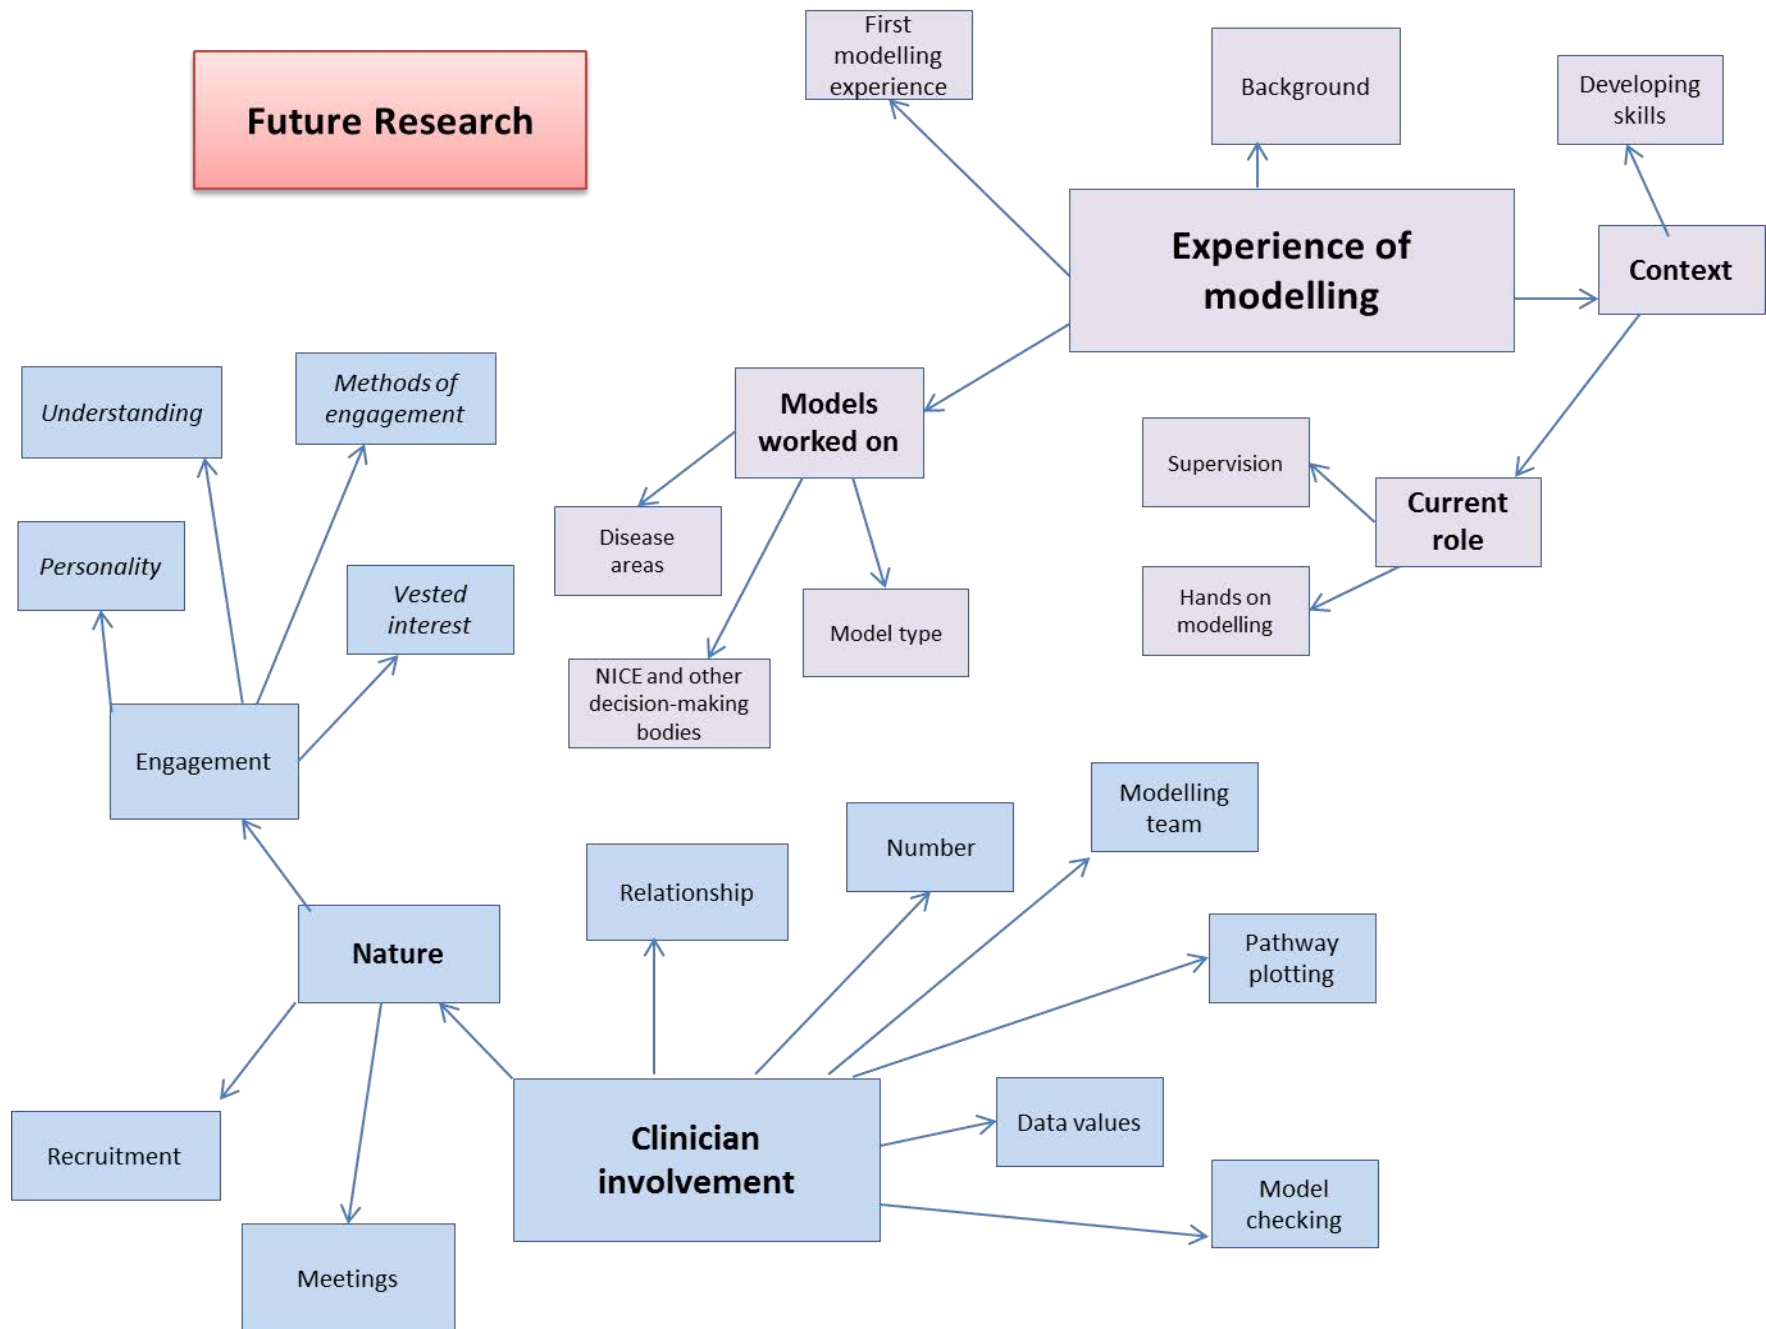 First
modelling
experience
Background
Developing
skills
Future Research
Experience of
modelling
Context
Understanding
Methods of
engagement
Models
worked on
Supervision
Current
role
Personality
Vested
interest
Disease
areas
Model type
Hands on
modelling
NICE and other
decision-making
bodies
Engagement
Modelling
team
Number
Relationship
Nature
Pathway
plotting
Recruitment
Clinician
involvement
Data values
Model
checking
Meetings